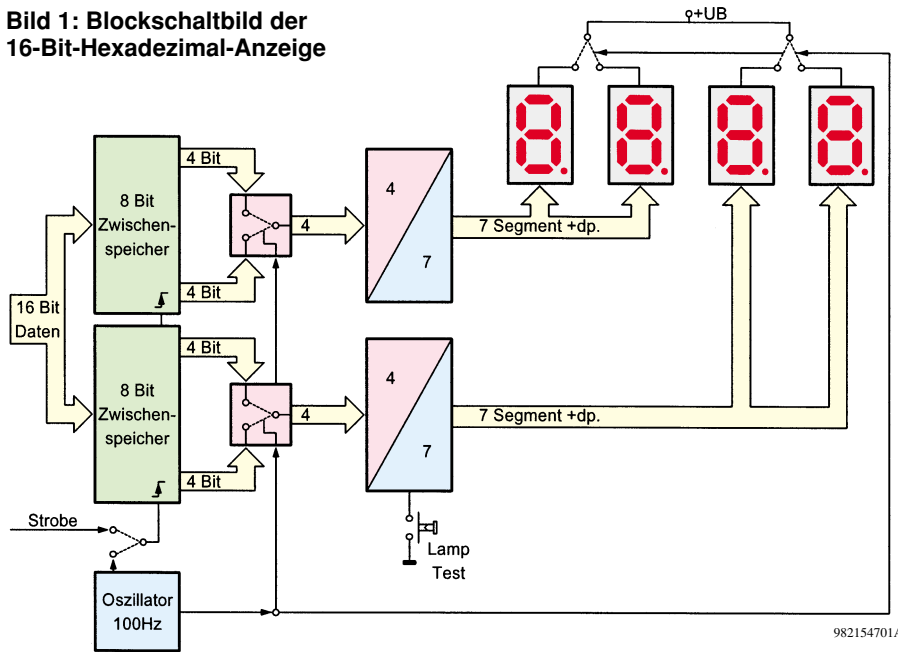 Bild 1: Blockschaltbild der
16-Bit-Hexadezimal-Anzeige
+UB
4 Bit
8 Bit
Zwischen-
speicher
4
4
7
7 Segment +dp.
4 Bit
16 Bit
Daten
4 Bit
8 Bit
Zwischen-
speicher
4
4
7
7 Segment +dp.
4 Bit
Strobe
Lamp
Test
Oszillator
100Hz
982154701A